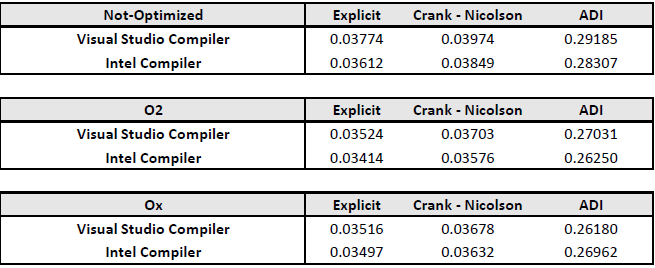 Not-Optimized Explicit Crank - Nicolson ADI
Visual Studio Compiler 0.03774 0.03974 0.29185
Intel Compiler 0.03612 0.03849 0.28307
O2 Explicit Crank - Nicolson ADI
Visual Studio Compiler 0.03524 0.03703 0.27031
Intel Compiler 0.03414 0.03576 0.26250
Ox Explicit Crank - Nicolson ADI
Visual Studio Compiler 0.03516 0.03678 0.26180
Intel Compiler 0.03497 0.03632 0.26962